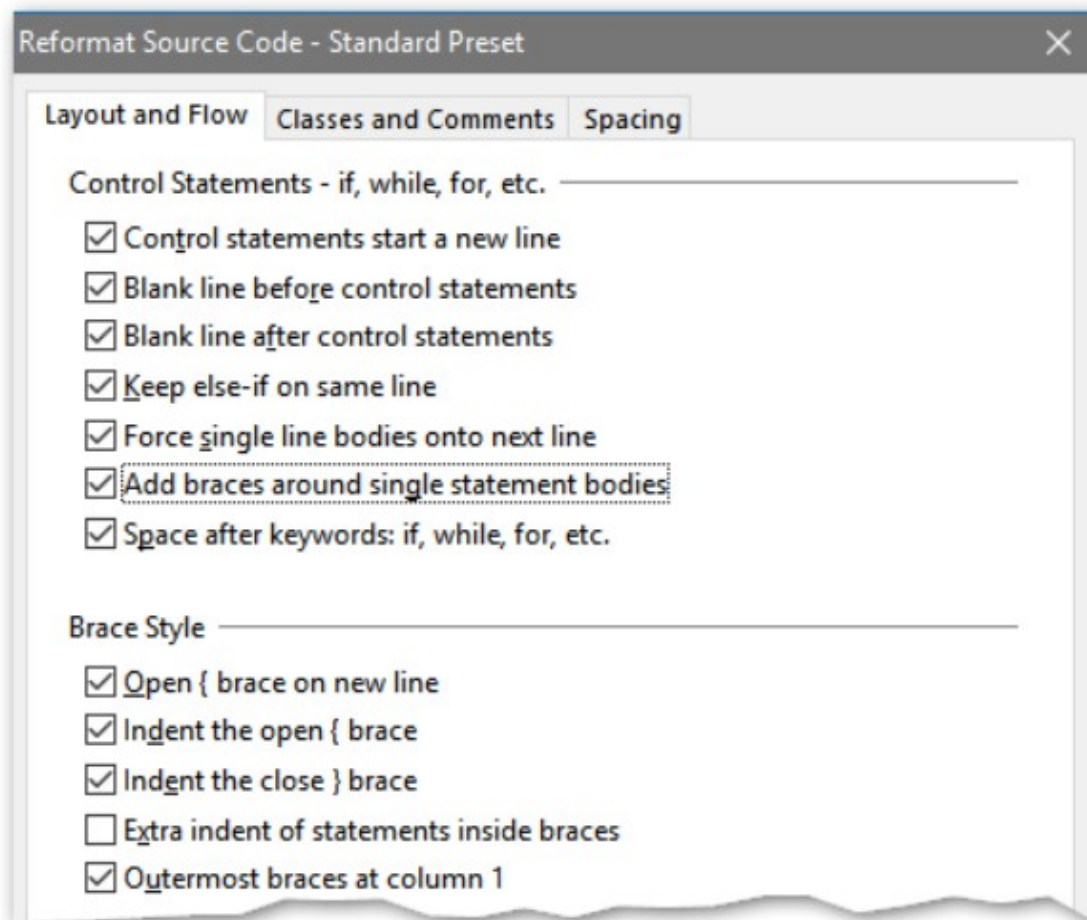 Reformat Source Code - Standard Preset
Layout and Flow Classes and Comments Spacing
Control Statements - if, while, for, etc.
Control statements start a new line
Blank line before control statements
Blank line after control statements
Keep else-if on same line
Force single line bodies onto next line
Add braces around single statement bodies
Space after keywords: if, while, for, etc.
Brace Style
Open { brace on new line
Indent the open { brace
Indent the close } brace
Extra indent of statements inside braces
Outermost braces at column 1